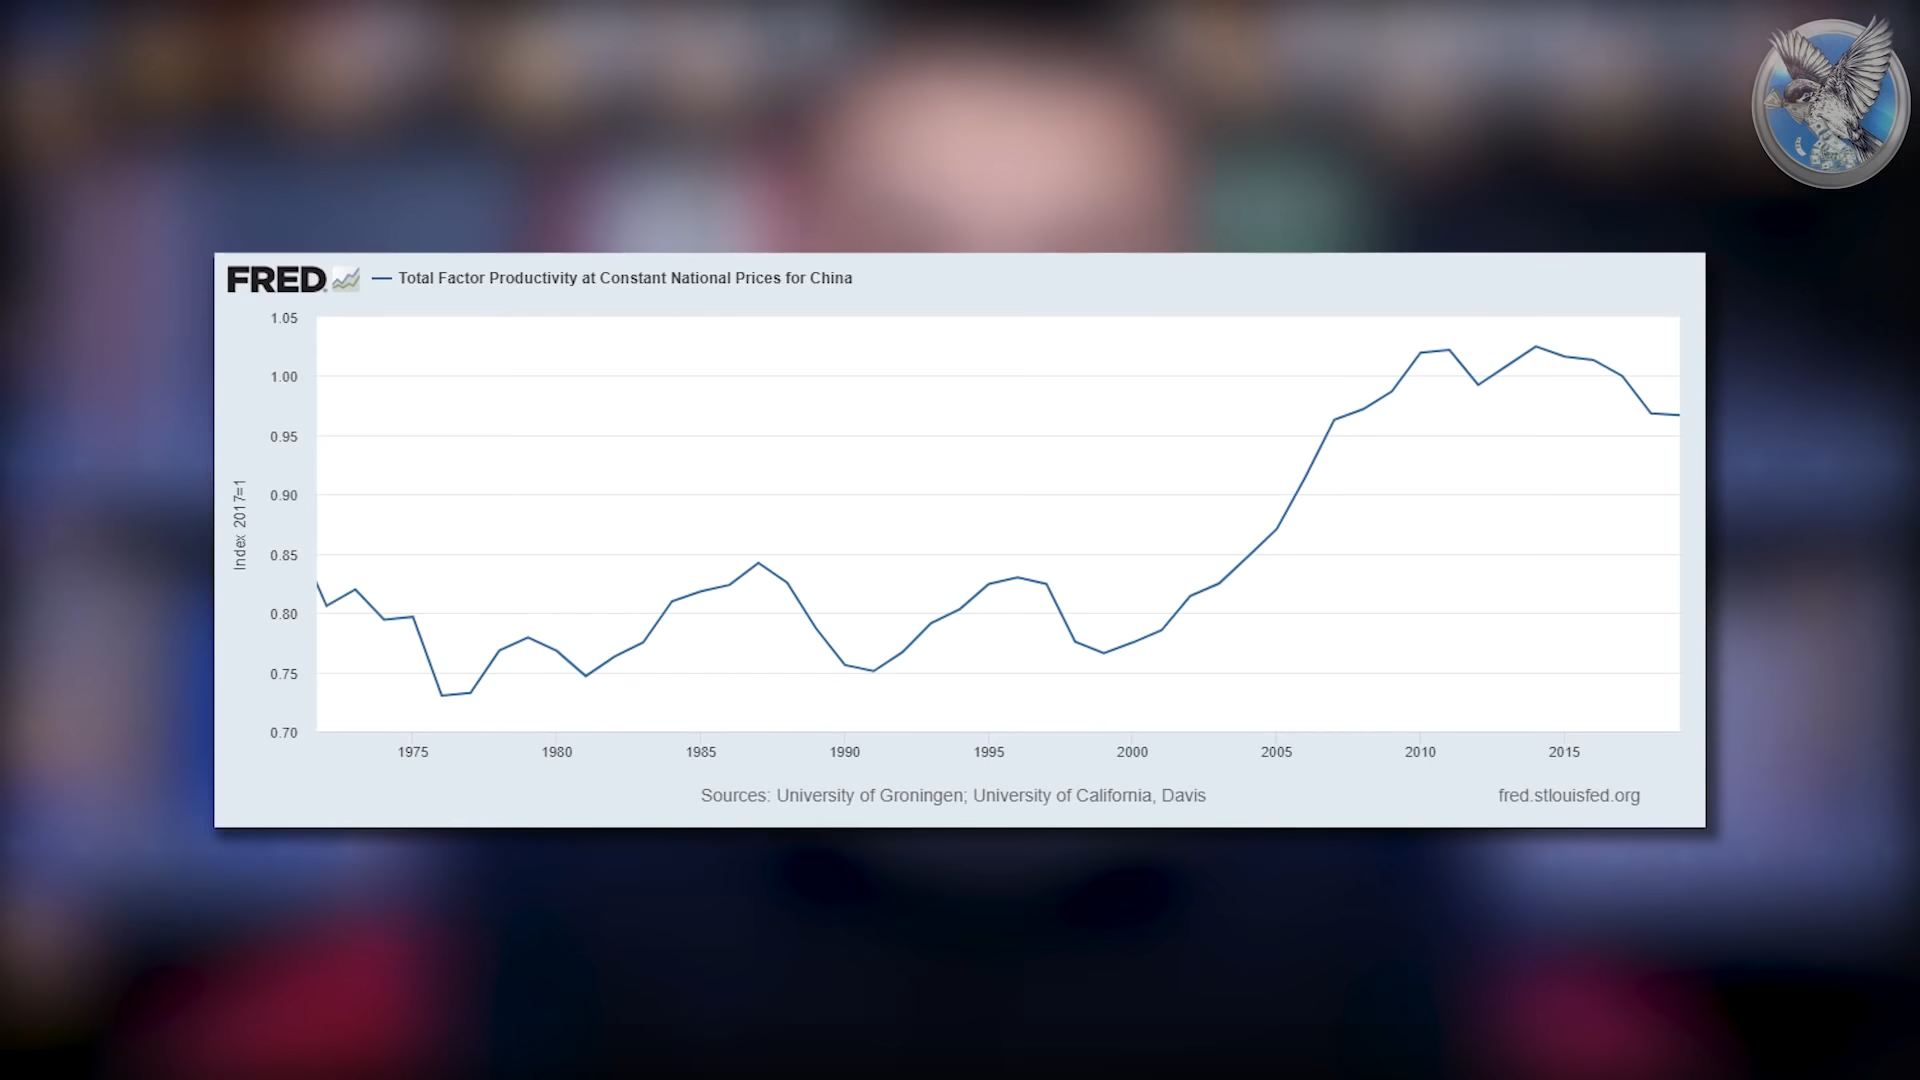 FRED
Total Factor Productivity at Constant National Prices for China
Index 2017=1
1.05
1.00
0.95
0.90
0.85
0.80
0.75
0.70
1975 1980 1985 1990 1995 2000 2005 2010 2015
Sources: University of Groningen; University of California, Davis
fred.stlouisfed.org